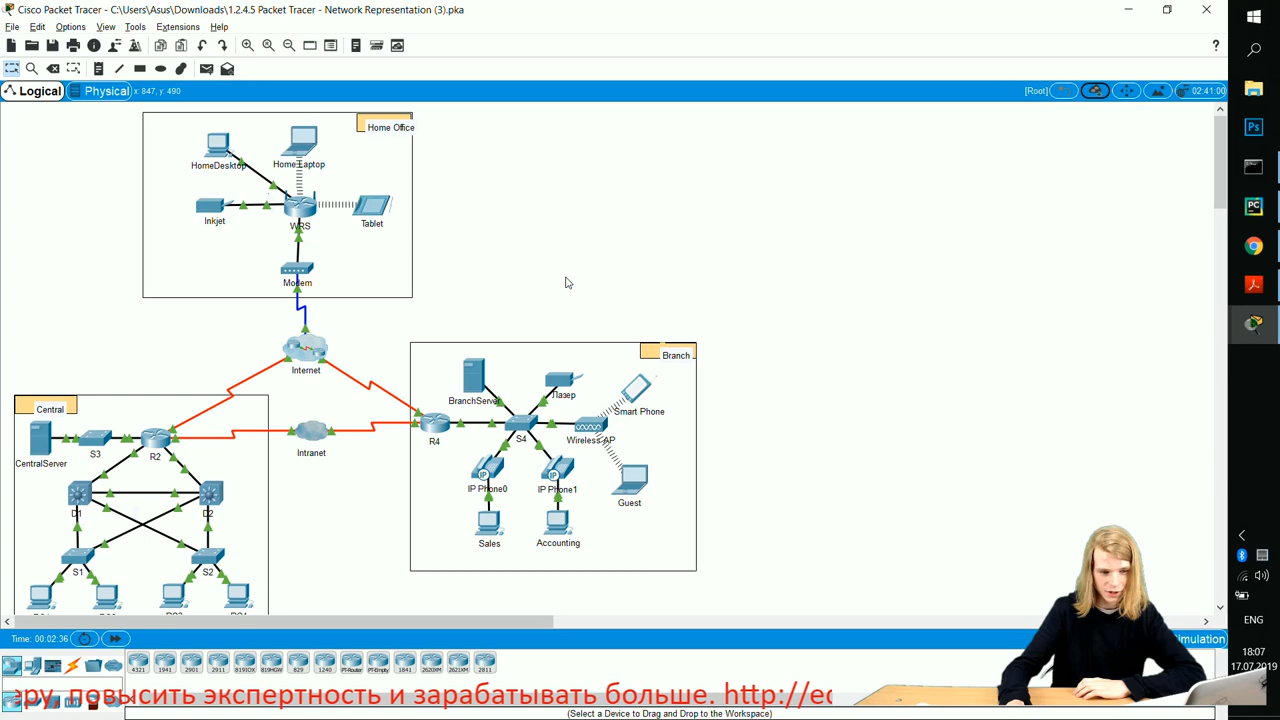 Cisco Packet Tracer - C:\Users\Asus\Downloads\1.2.4.5 Packet Tracer - Network Representation (3).pka
File Edit Options View Tools Extensions Help
Logical Physical x: 847, y: 490 [Root] 02:41:00
Home Office
HomeDesktop Home Laptop
Inkjet WRS Tablet
Modem
Internet
Branch
Central
BranchServer Лазер Smart Phone
R4 S4 Wireless AP
CentralServer S3 R2 Intranet
IP Phone0 IP Phone1 Guest
D1 D2
Sales Accounting
S1 S2
Time: 00:02:36 Simulation
4321 1941 2901 2911 819IOX 819HGW 829 1240 PT-Router PT-Empty 1841 2620XM 2621XM 2811
повысить экспертность и зарабатывать больше. http://ec
(Select a Device to Drag and Drop to the Workspace)
ENG
18:07
17.07.2019